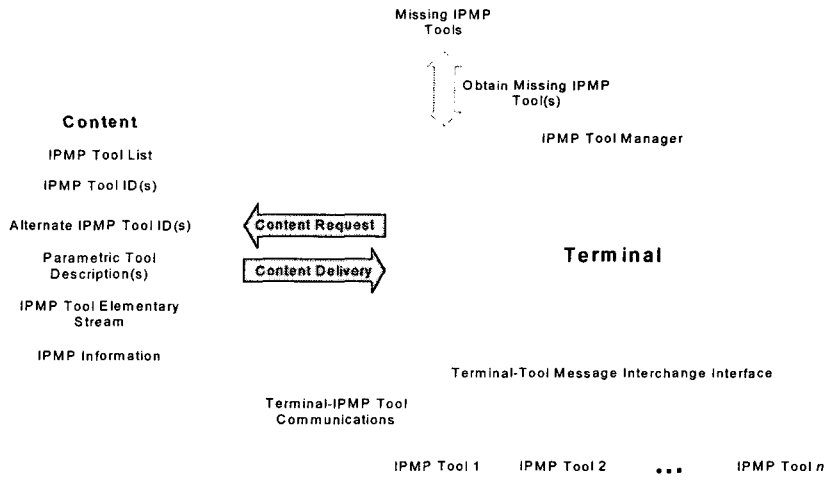 Missing IPMP
Tools
Obtain Missing IPMP
Tool(s)
IPMP Tool Manager
Content
IPMP Tool List
IPMP Tool ID(s)
Alternate IPMP Tool ID(s)
Parametric Tool
Description(s)
IPMP Tool Elementary
Stream
IPMP Information
Content Request
Content Delivery
Terminal
Terminal-Tool Message Interchange Interface
Terminal-IPMP Tool
Communications
IPMP Tool 1
IPMP Tool 2
...
IPMP Tool n